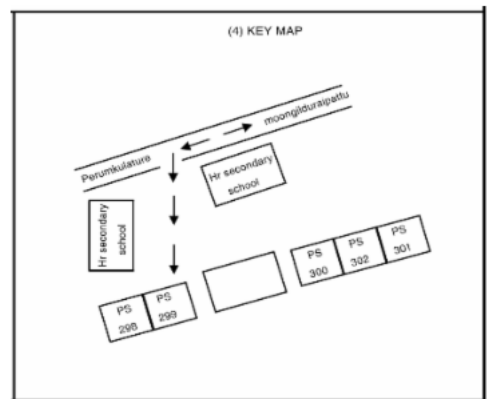 (4) KEY MAP
moongilduraipattu
Perumkulature
Hr secondary
school
Hr secondary
school
PS
300
PS
302
PS
301
PS
298
PS
299